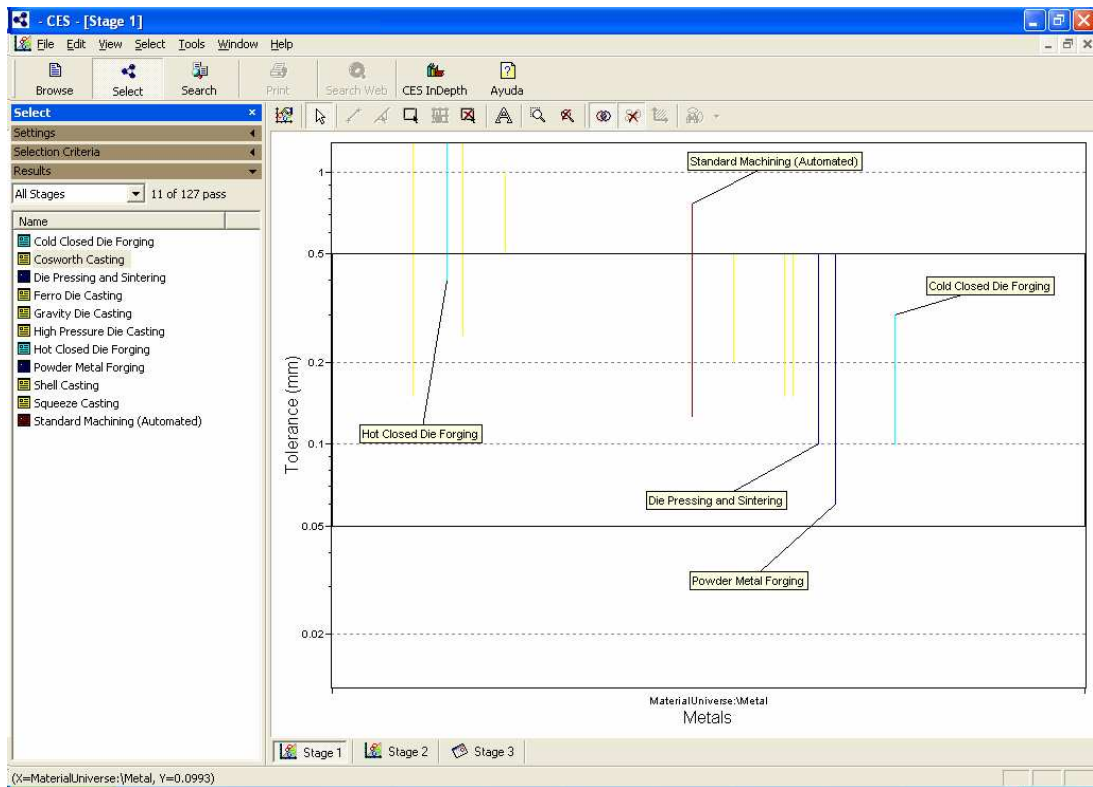 - CES - [Stage 1]
File Edit View Select Tools Window Help
Browse Select Search Print Search Web CES InDepth Ayuda
Select
Settings
Selection Criteria
Results
All Stages 11 of 127 pass
Name
Cold Closed Die Forging
Cosworth Casting
Die Pressing and Sintering
Ferro Die Casting
Gravity Die Casting
High Pressure Die Casting
Hot Closed Die Forging
Powder Metal Forging
Shell Casting
Squeeze Casting
Standard Machining (Automated)
Tolerance (mm)
1
0.5
0.2
0.1
0.05
0.02
Standard Machining (Automated)
Cold Closed Die Forging
Hot Closed Die Forging
Die Pressing and Sintering
Powder Metal Forging
MaterialUniverse:\Metal
Metals
Stage 1 Stage 2 Stage 3
(X=MaterialUniverse:\Metal, Y=0.0993)